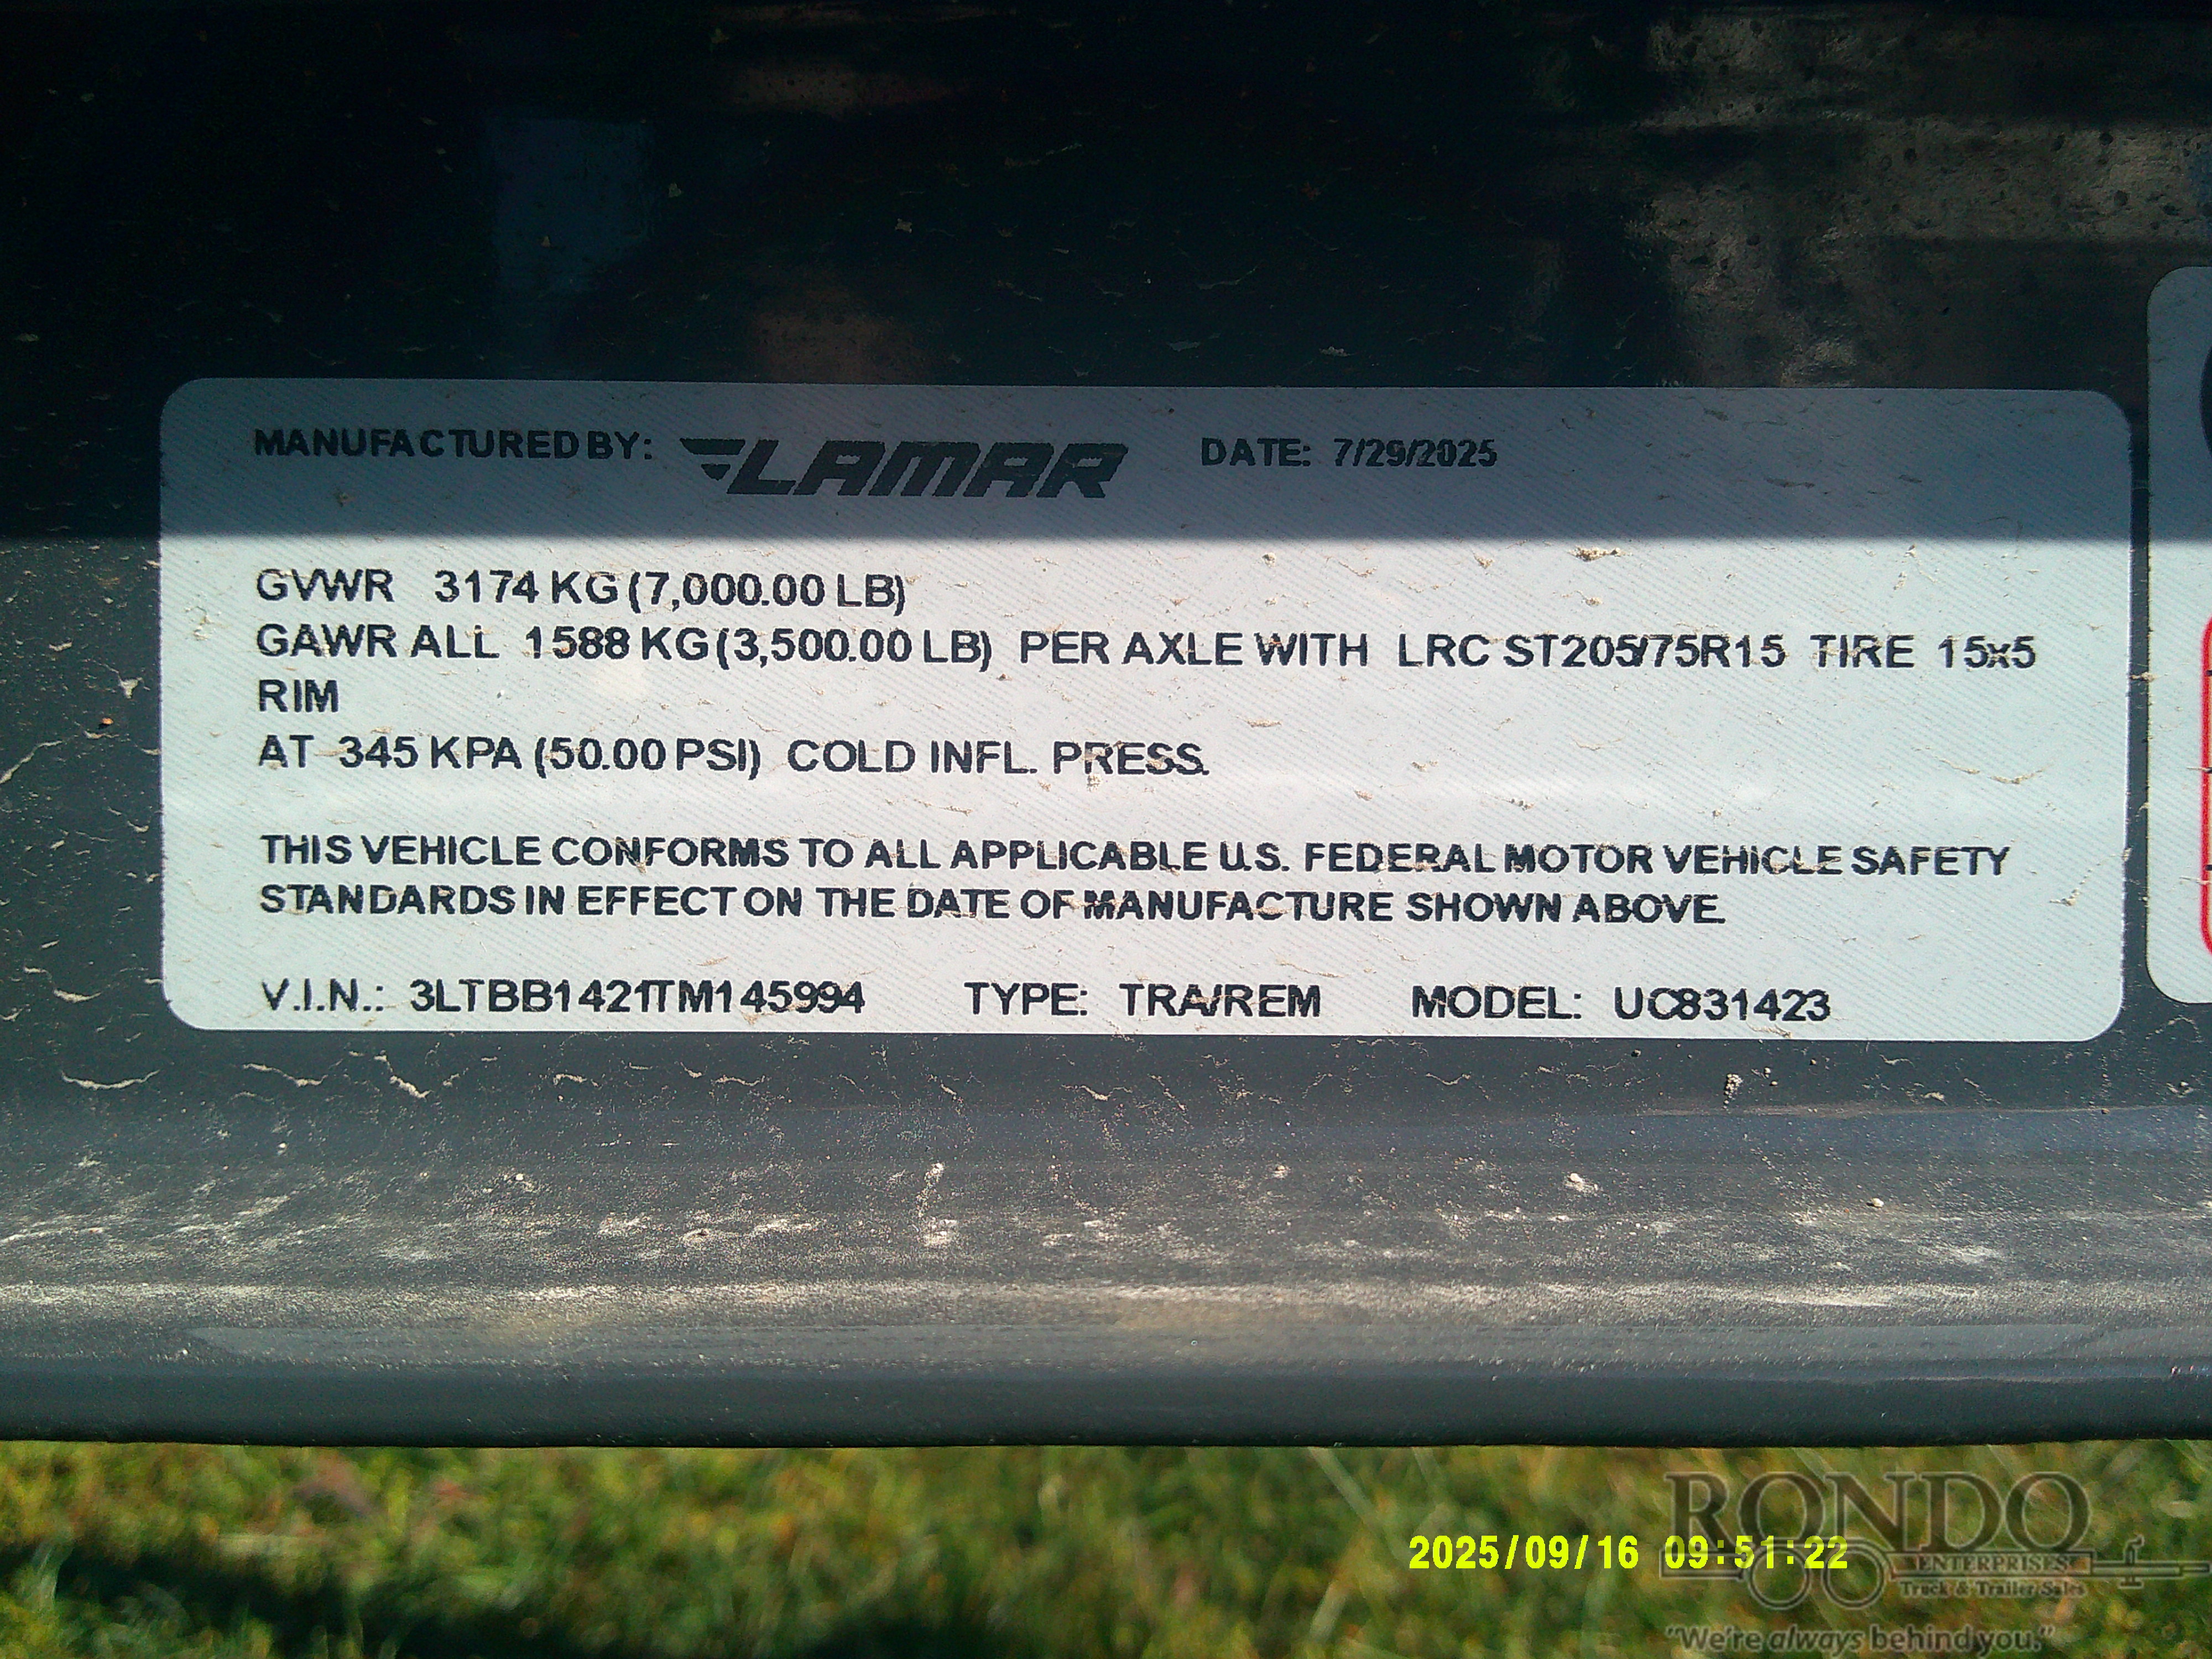 MANUFACTURED BY: LAMAR DATE: 7/29/2025
GVWR 3174 KG (7,000.00 LB)
GAWR ALL 1588 KG (3,500.00 LB) PER AXLE WITH LRC ST205/75R15 TIRE 15x5
RIM
AT 345 KPA (50.00 PSI) COLD INFL. PRESS.
THIS VEHICLE CONFORMS TO ALL APPLICABLE U.S. FEDERAL MOTOR VEHICLE SAFETY
STANDARDS IN EFFECT ON THE DATE OF MANUFACTURE SHOWN ABOVE.
V.I.N.: 3LTBB1421TM145994 TYPE: TRA/REM MODEL: UC831423
2025/09/16 09:51:22
RONDO
ENTERPRISES
Truck & Trailer Sales
"We're always behind you."